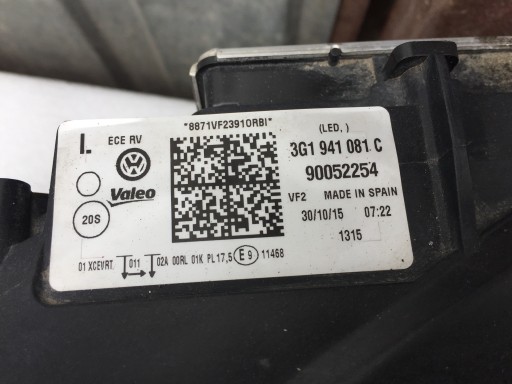 *8871VF23910RBI*
I. ECE RV
(LED, )
3G1 941 081 C
Valeo
90052254
VF2 MADE IN SPAIN
20S
30/10/15 07:22
1315
01 XCEVRT 011 02A 00RL 01K PL17,5 E 9 11468